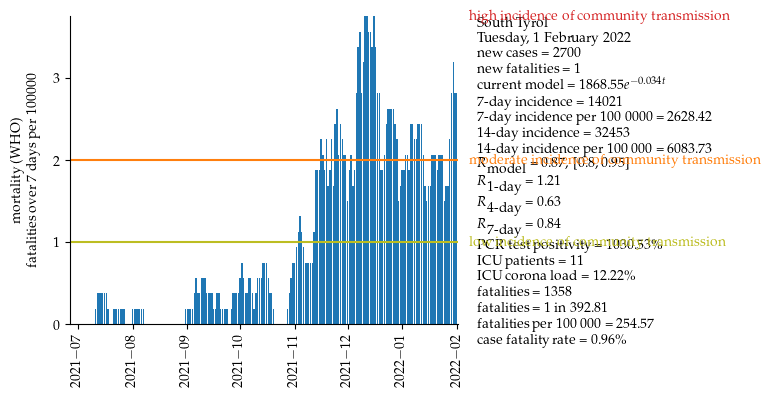 high incidence of community transmission
South Tyrol
Tuesday, 1 February 2022
new cases = 2700
new fatalities = 1
current model = 1868.55e^{-0.034t}
7-day incidence = 14021
7-day incidence per 100 0000 = 2628.42
14-day incidence = 32453
14-day incidence per 100 000 = 6083.73
moderate incidence of community transmission
R_model = 0.87, [0.8, 0.95]
R_1-day = 1.21
R_4-day = 0.63
R_7-day = 0.84
low incidence of community transmission
PCR test positivity = 1030.53%
ICU patients = 11
ICU corona load = 12.22%
fatalities = 1358
fatalities = 1 in 392.81
fatalities per 100 000 = 254.57
case fatality rate = 0.96%
mortality (WHO)
fatalities over 7 days per 100000
3
2
1
0
2021-07
2021-08
2021-09
2021-10
2021-11
2021-12
2022-01
2022-02